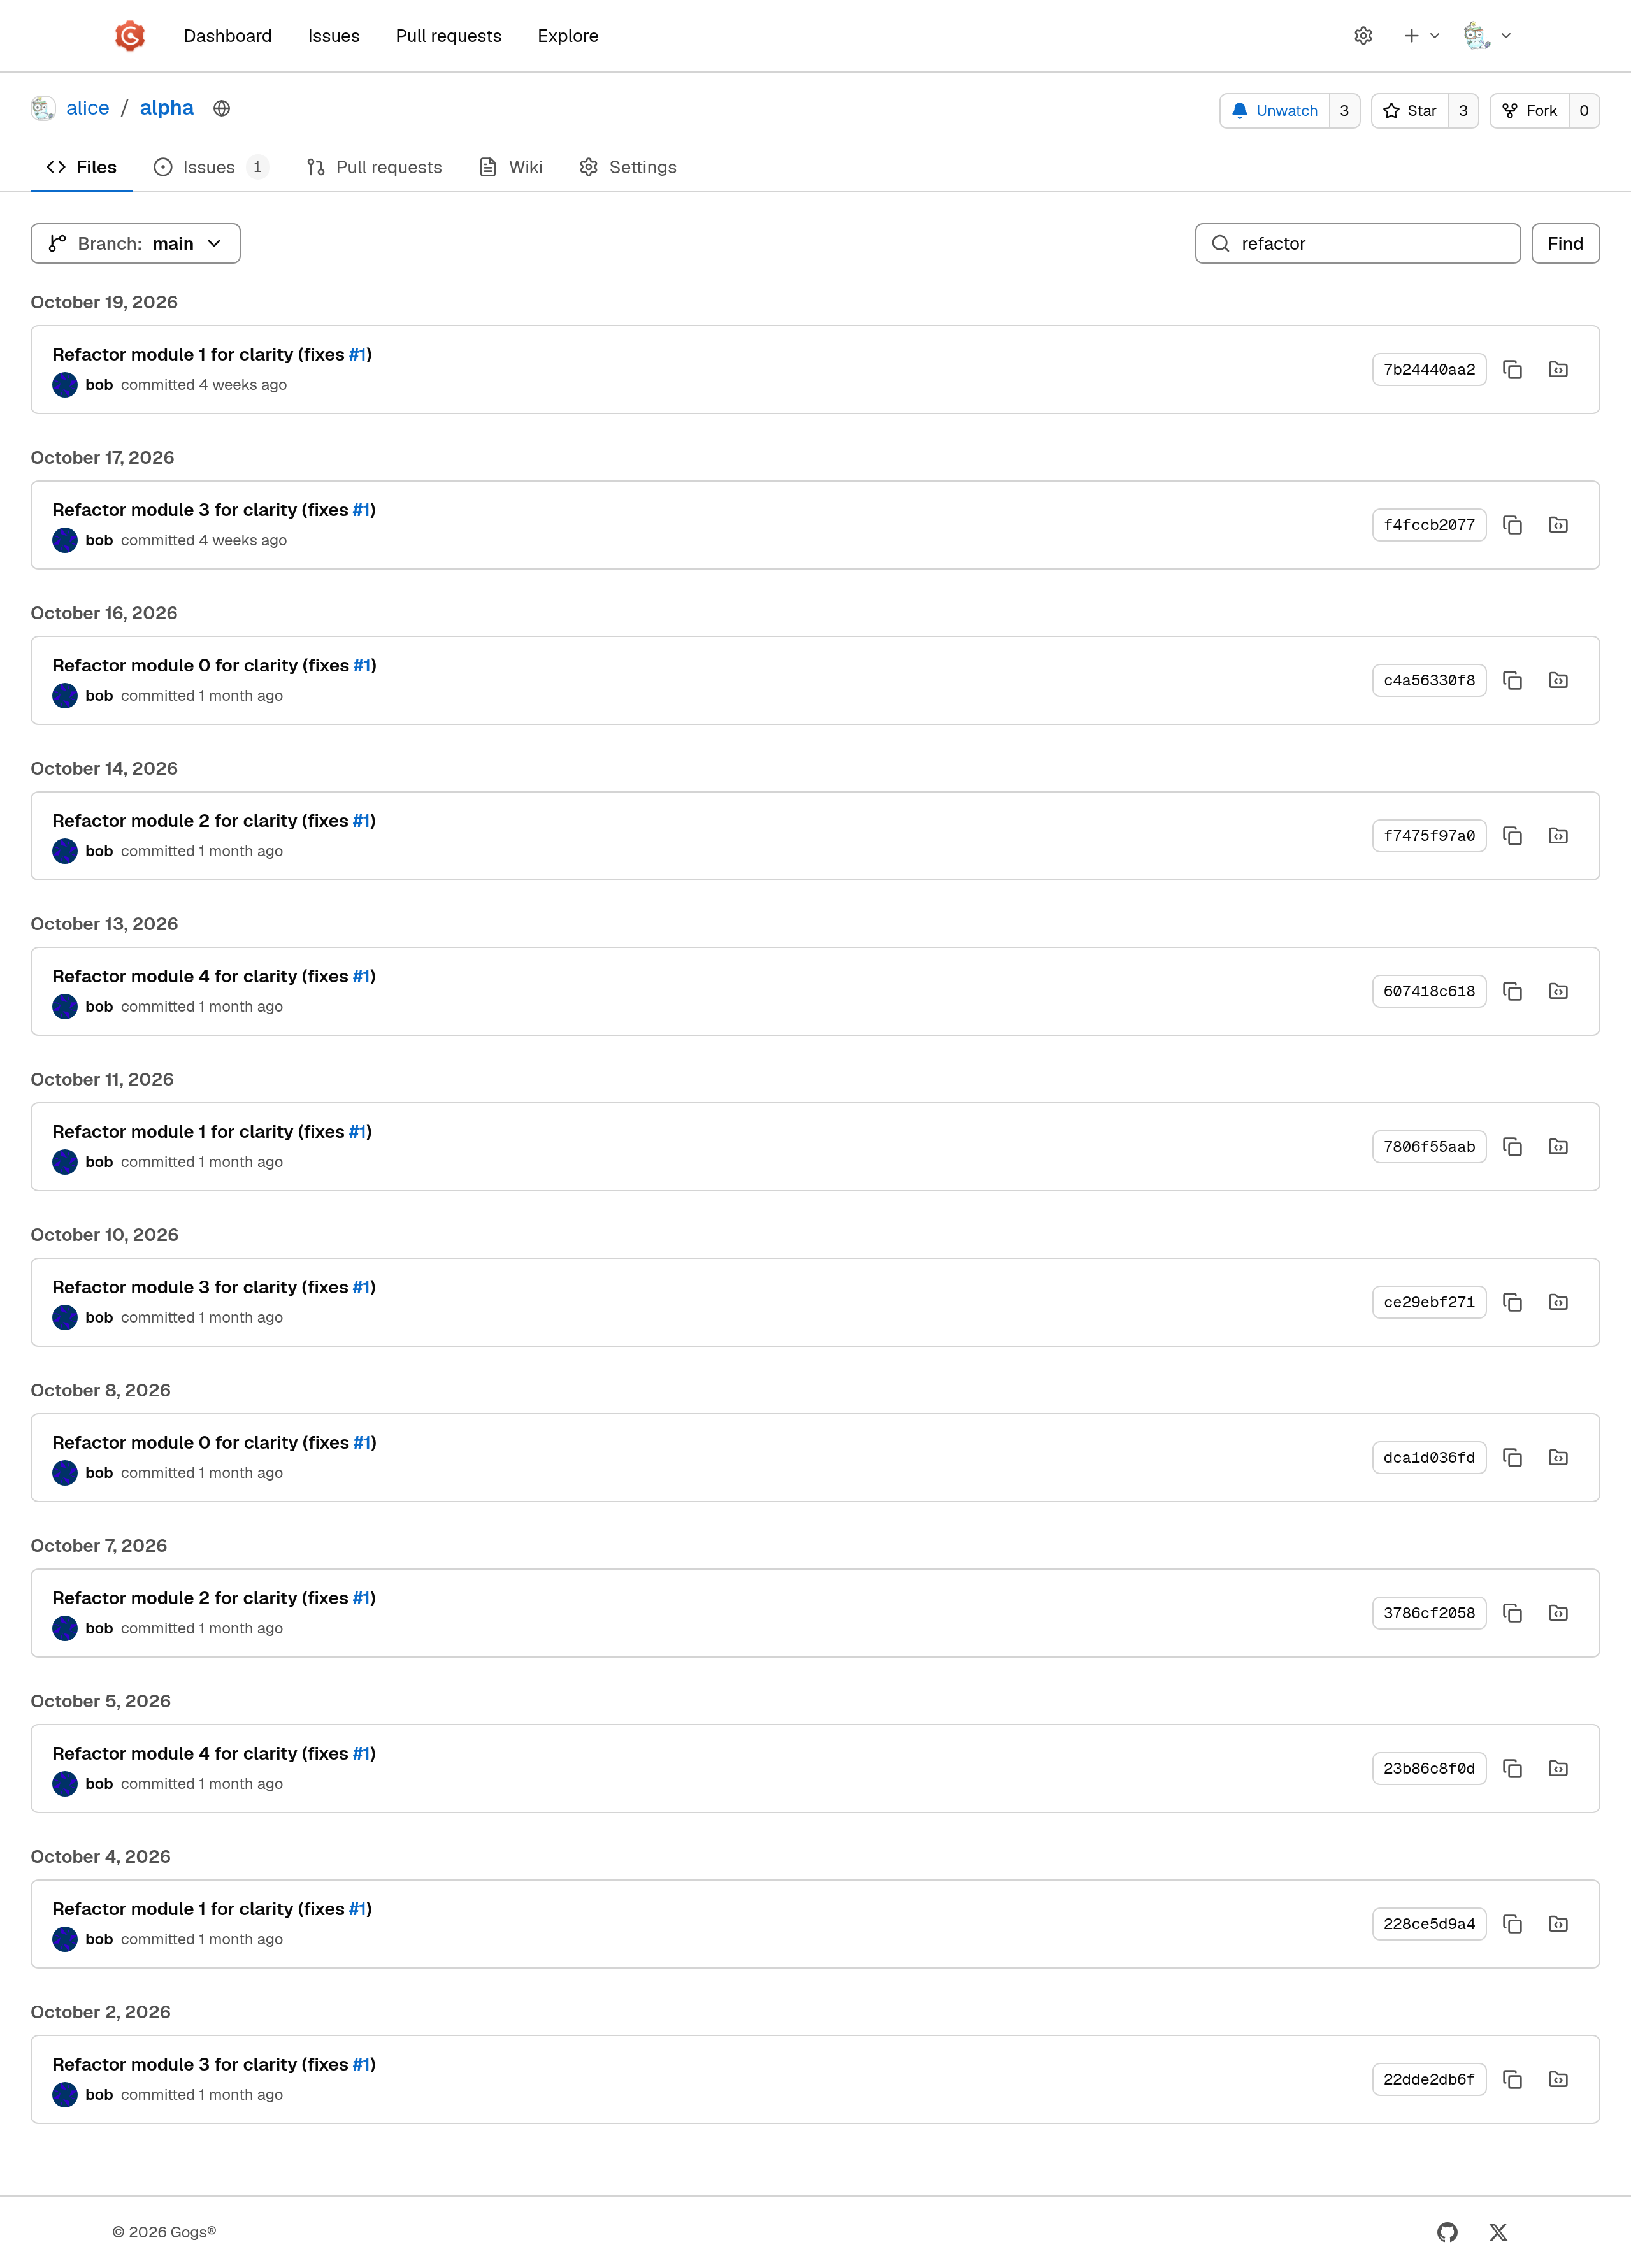 Dashboard Issues Pull requests Explore
alice / alpha
Unwatch 3 Star 3 Fork 0
Files Issues 1 Pull requests Wiki Settings
Branch: main refactor Find
October 19, 2026
Refactor module 1 for clarity (fixes #1)
bob committed 4 weeks ago
7b24440aa2
October 17, 2026
Refactor module 3 for clarity (fixes #1)
bob committed 4 weeks ago
f4fccb2077
October 16, 2026
Refactor module 0 for clarity (fixes #1)
bob committed 1 month ago
c4a56330f8
October 14, 2026
Refactor module 2 for clarity (fixes #1)
bob committed 1 month ago
f7475f97a0
October 13, 2026
Refactor module 4 for clarity (fixes #1)
bob committed 1 month ago
607418c618
October 11, 2026
Refactor module 1 for clarity (fixes #1)
bob committed 1 month ago
7806f55aab
October 10, 2026
Refactor module 3 for clarity (fixes #1)
bob committed 1 month ago
ce29ebf271
October 8, 2026
Refactor module 0 for clarity (fixes #1)
bob committed 1 month ago
dca1d036fd
October 7, 2026
Refactor module 2 for clarity (fixes #1)
bob committed 1 month ago
3786cf2058
October 5, 2026
Refactor module 4 for clarity (fixes #1)
bob committed 1 month ago
23b86c8f0d
October 4, 2026
Refactor module 1 for clarity (fixes #1)
bob committed 1 month ago
228ce5d9a4
October 2, 2026
Refactor module 3 for clarity (fixes #1)
bob committed 1 month ago
22dde2db6f
© 2026 Gogs®